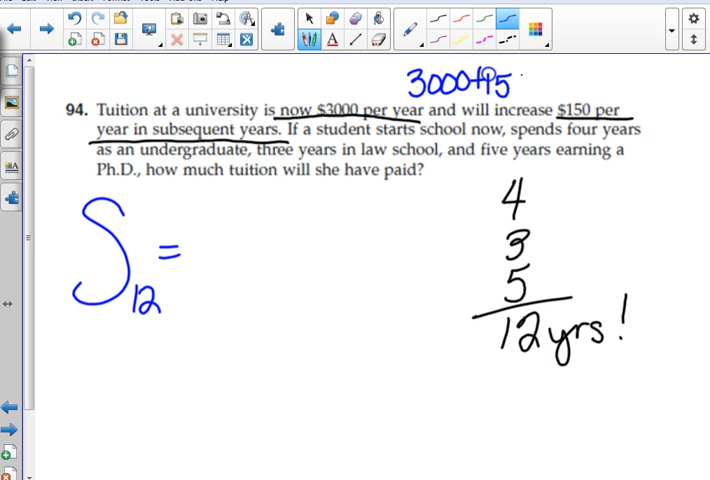 3000+15
94. Tuition at a university is now $3000 per year and will increase $150 per
year in subsequent years. If a student starts school now, spends four years
as an undergraduate, three years in law school, and five years earning a
Ph.D., how much tuition will she have paid?
4
3
5
12yrs!
S12 =